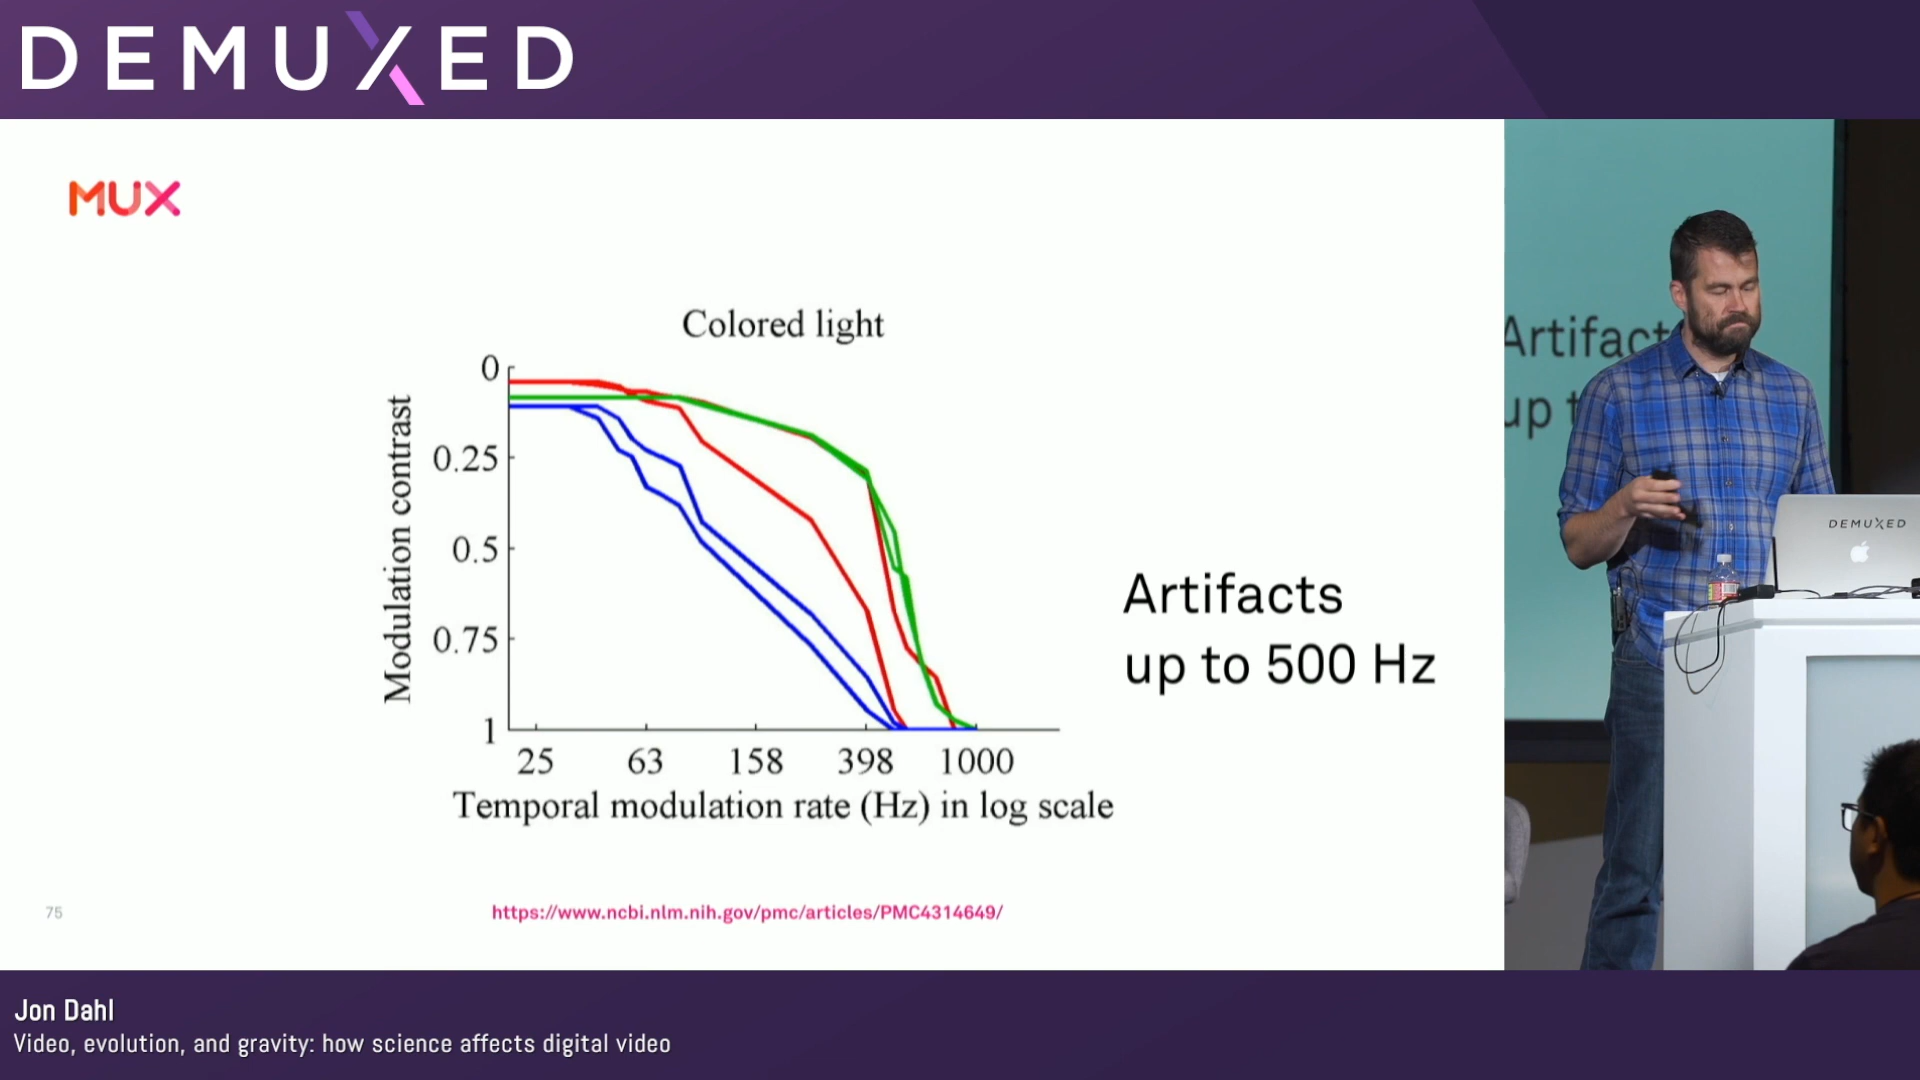 DEMUXED
MUX
Colored light
Modulation contrast
0
0.25
0.5
0.75
1
25 63 158 398 1000
Temporal modulation rate (Hz) in log scale
Artifacts
up to 500 Hz
https://www.ncbi.nlm.nih.gov/pmc/articles/PMC4314649/
75
Artifact
up t
DEMUXED
Jon Dahl
Video, evolution, and gravity: how science affects digital video